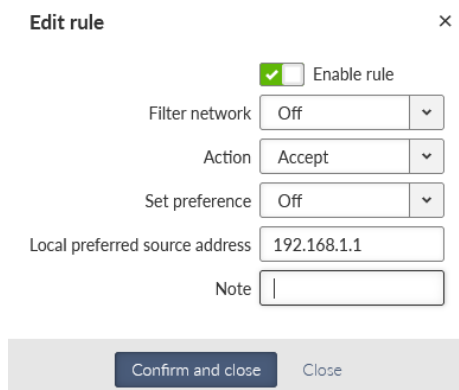 Edit rule
Enable rule
Filter network Off
Action Accept
Set preference Off
Local preferred source address 192.168.1.1
Note
Confirm and close Close